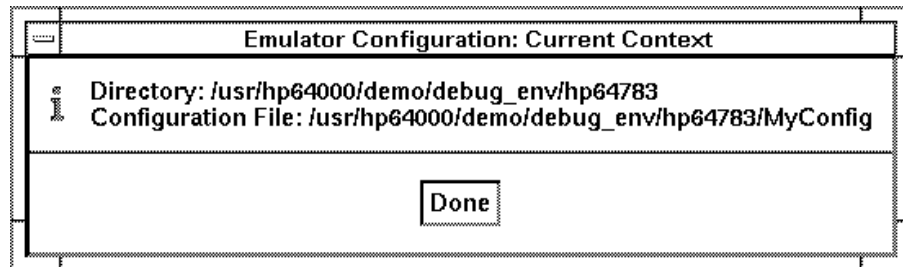 Emulator Configuration: Current Context
Directory: /usr/hp64000/demo/debug_env/hp64783
Configuration File: /usr/hp64000/demo/debug_env/hp64783/MyConfig
Done